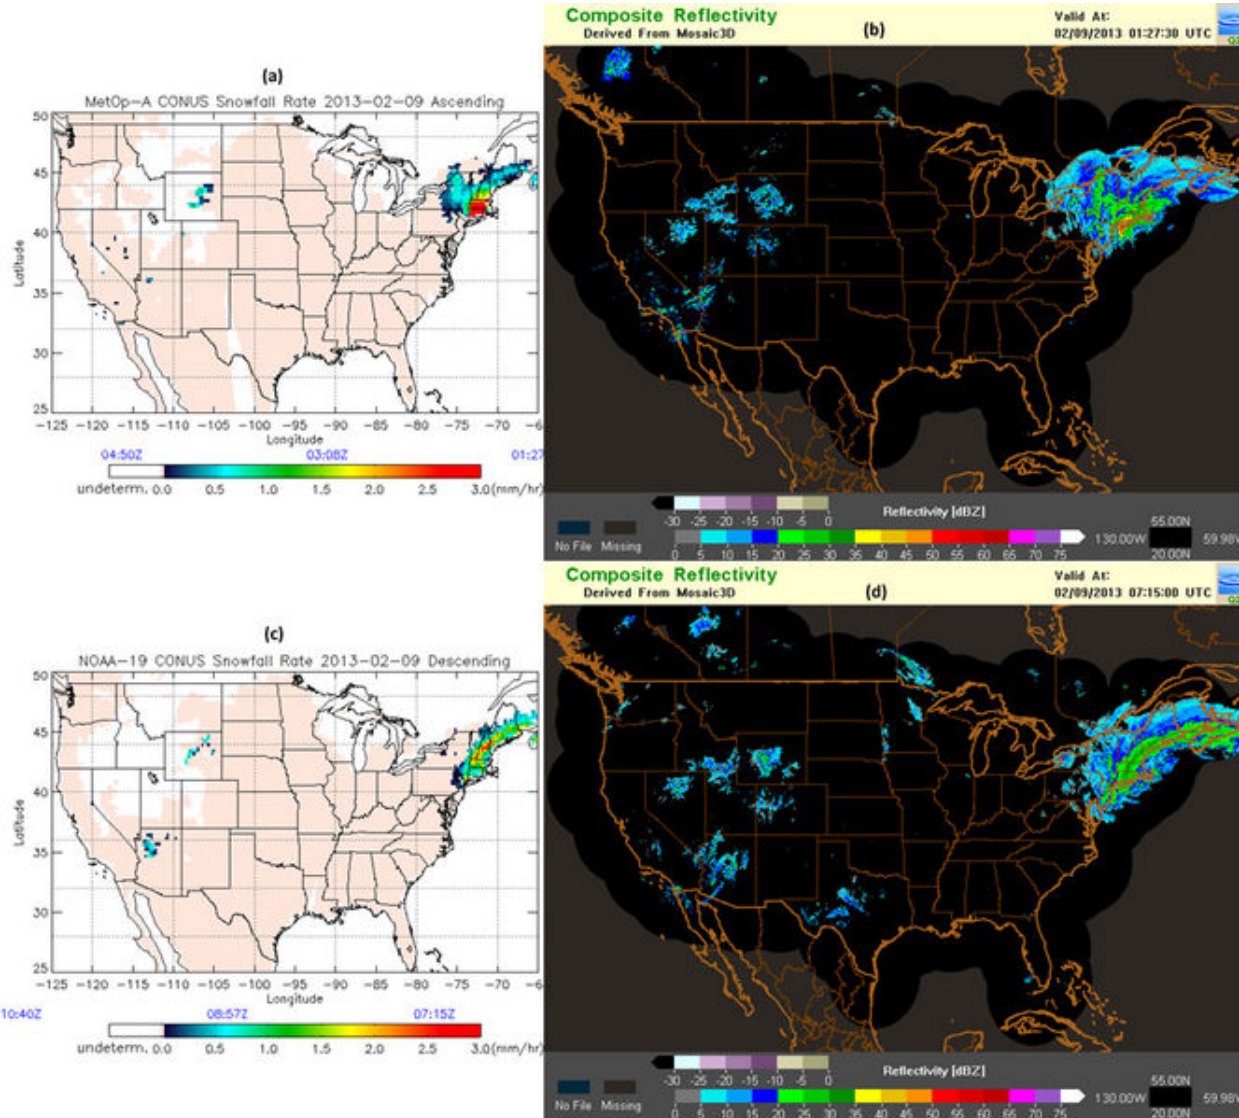 (a)
MetOp-A CONUS Snowfall Rate 2013-02-09 Ascending
50
45
40
35
30
25
Latitude
-125 -120 -115 -110 -105 -100 -95 -90 -85 -80 -75 -70 -65
Longitude
04:50Z 03:08Z 01:27
undeterm. 0.0 0.5 1.0 1.5 2.0 2.5 3.0(mm/hr)
Composite Reflectivity
Derived From Mosaic3D
(b)
Valid At:
02/09/2013 01:27:30 UTC
-30 -25 -20 -15 -10 -5 0
Reflectivity [dBZ]
No File Missing
0 5 10 15 20 25 30 35 40 45 50 55 60 65 70 75
130.00W
55.00N
20.00N
59.98W
(c)
NOAA-19 CONUS Snowfall Rate 2013-02-09 Descending
50
45
40
35
30
25
Latitude
-125 -120 -115 -110 -105 -100 -95 -90 -85 -80 -75 -70 -65
Longitude
10:40Z 08:57Z 07:15Z
undeterm. 0.0 0.5 1.0 1.5 2.0 2.5 3.0(mm/hr)
Composite Reflectivity
Derived From Mosaic3D
(d)
Valid At:
02/09/2013 07:15:00 UTC
-30 -25 -20 -15 -10 -5 0
Reflectivity [dBZ]
No File Missing
0 5 10 15 20 25 30 35 40 45 50 55 60 65 70 75
130.00W
55.00N
20.00N
59.98W